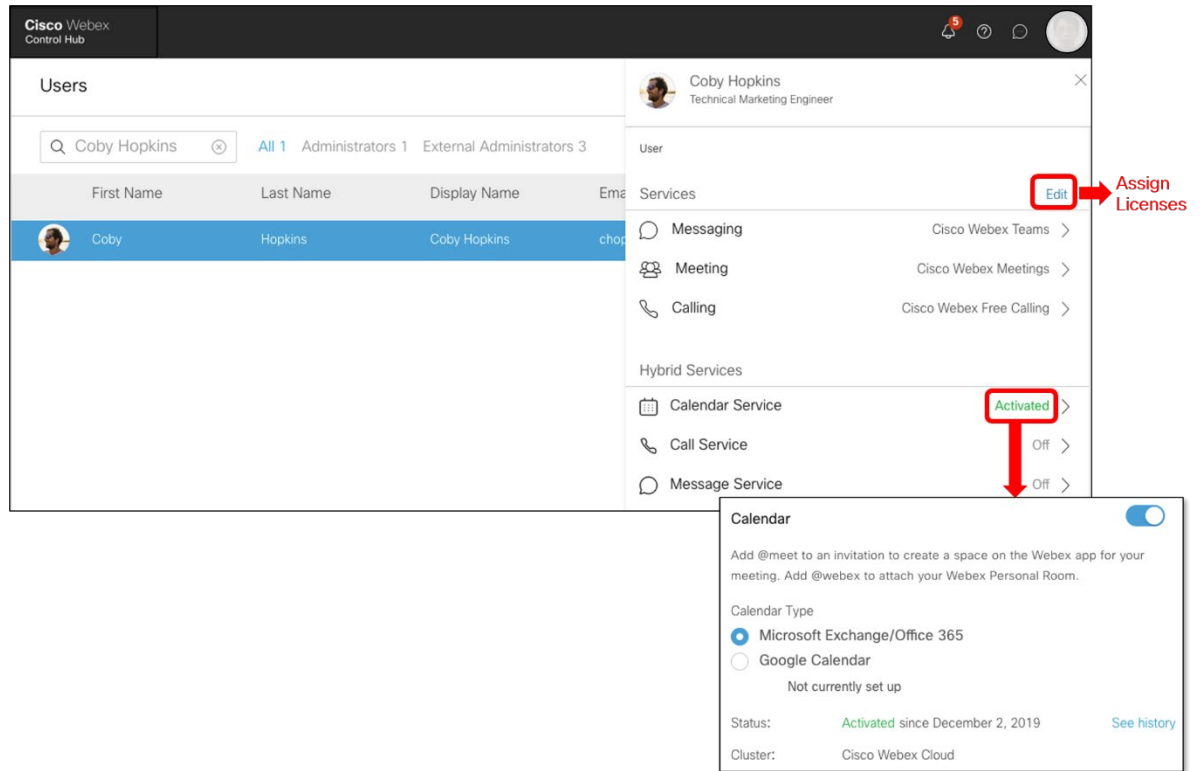 Cisco Webex
Control Hub
5
Users
Coby Hopkins
All 1 Administrators 1 External Administrators 3
First Name Last Name Display Name Ema
Coby Hopkins Coby Hopkins chop
Coby Hopkins
Technical Marketing Engineer
User
Services Edit
Assign
Licenses
Messaging Cisco Webex Teams
Meeting Cisco Webex Meetings
Calling Cisco Webex Free Calling
Hybrid Services
Calendar Service Activated
Call Service Off
Message Service Off
Calendar
Add @meet to an invitation to create a space on the Webex app for your
meeting. Add @webex to attach your Webex Personal Room.
Calendar Type
Microsoft Exchange/Office 365
Google Calendar
Not currently set up
Status: Activated since December 2, 2019 See history
Cluster: Cisco Webex Cloud